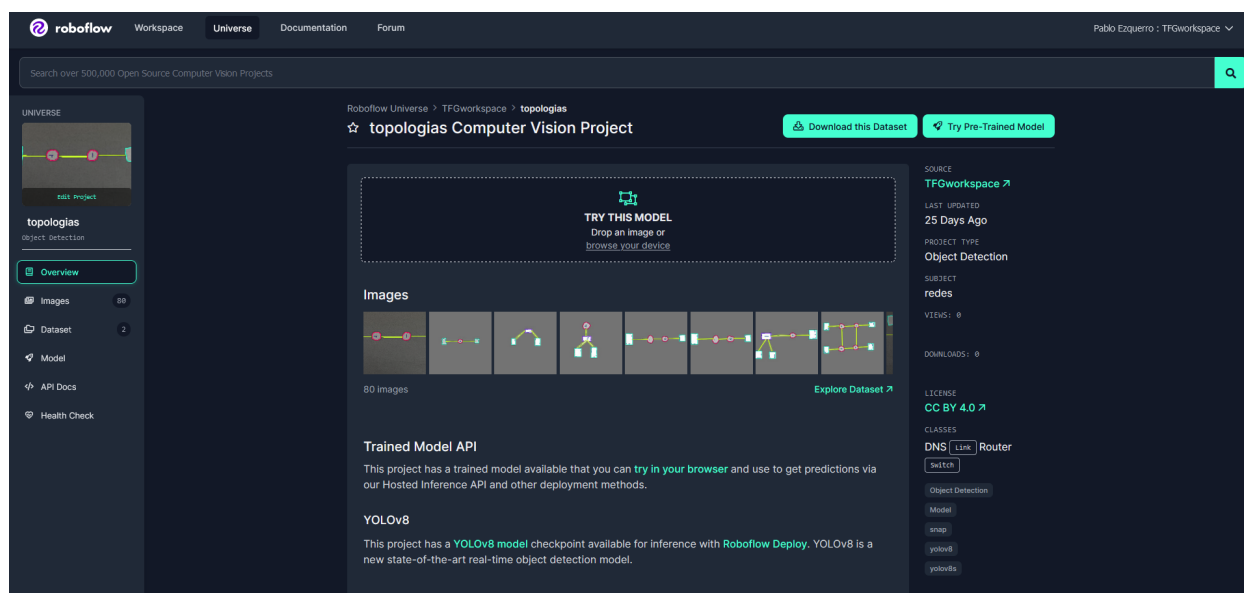 roboflow Workspace Universe Documentation Forum Pablo Ezquerro : TFGworkspace
Search over 500,000 Open Source Computer Vision Projects
UNIVERSE
Edit Project
topologias
Object Detection
Overview
Images 80
Dataset 2
Model
</> API Docs
Health Check
Roboflow Universe > TFGworkspace > topologias
topologias Computer Vision Project
Download this Dataset
Try Pre-Trained Model
TRY THIS MODEL
Drop an image or
browse your device
Images
80 images
Explore Dataset
Trained Model API
This project has a trained model available that you can try in your browser and use to get predictions via
our Hosted Inference API and other deployment methods.
YOLOv8
This project has a YOLOv8 model checkpoint available for inference with Roboflow Deploy. YOLOv8 is a
new state-of-the-art real-time object detection model.
SOURCE
TFGworkspace
LAST UPDATED
25 Days Ago
PROJECT TYPE
Object Detection
SUBJECT
redes
VIEWS: 0
DOWNLOADS: 0
LICENSE
CC BY 4.0
CLASSES
DNS Link Router
Switch
Object Detection
Model
snap
yolov8
yolov8s